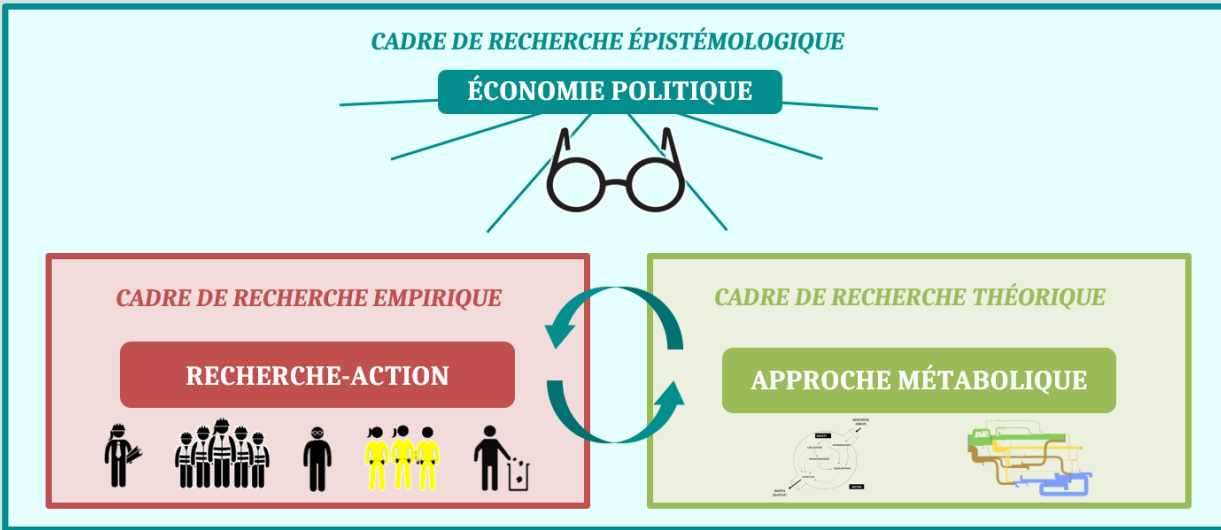 CADRE DE RECHERCHE ÉPISTÉMOLOGIQUE
ÉCONOMIE POLITIQUE
CADRE DE RECHERCHE EMPIRIQUE
RECHERCHE-ACTION
CADRE DE RECHERCHE THÉORIQUE
APPROCHE MÉTABOLIQUE